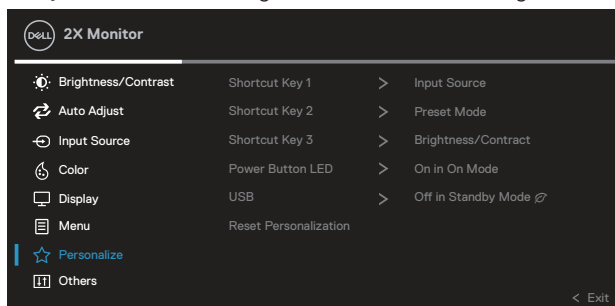 DELL 2X Monitor
Brightness/Contrast Shortcut Key 1 > Input Source
Auto Adjust Shortcut Key 2 > Preset Mode
Input Source Shortcut Key 3 > Brightness/Contract
Color Power Button LED > On in On Mode
Display USB > Off in Standby Mode
Menu Reset Personalization
Personalize
Others
< Exit